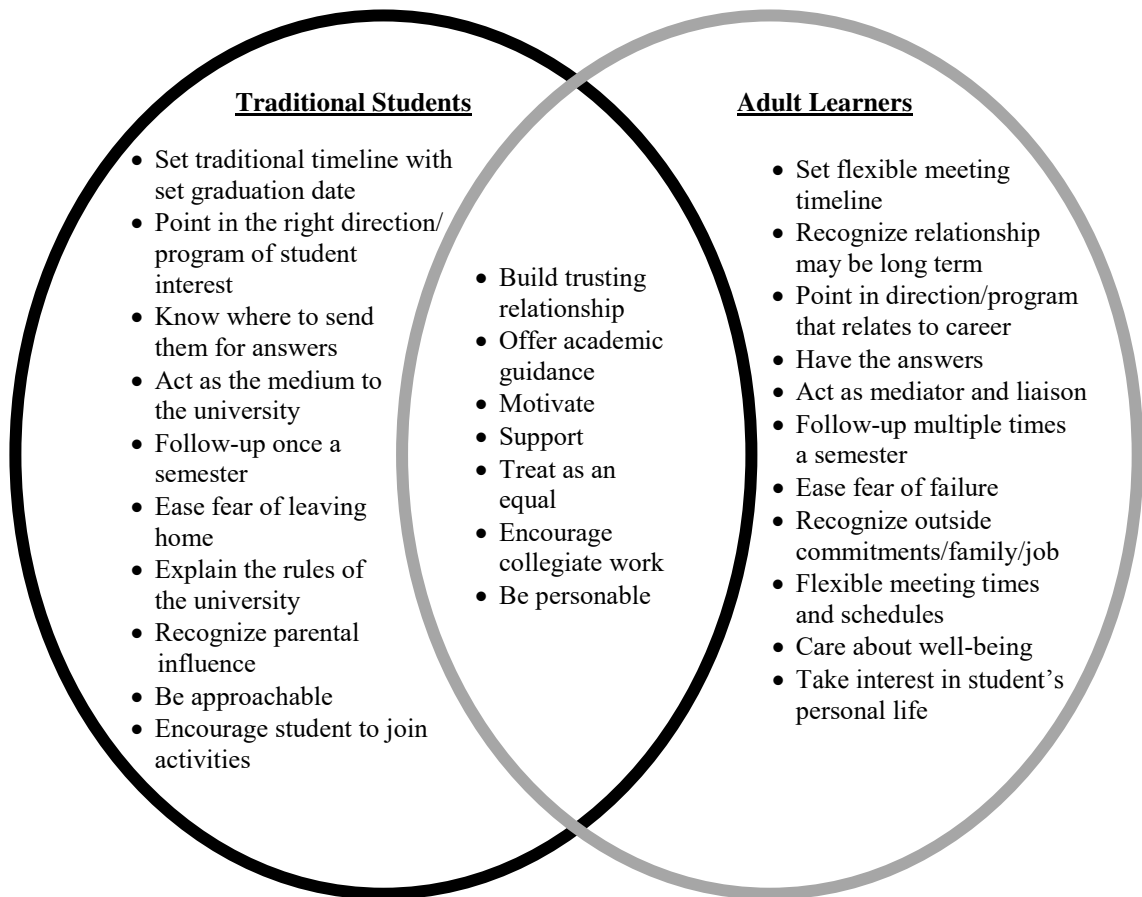 Traditional Students
• Set traditional timeline with
set graduation date
• Point in the right direction/
program of student
interest
• Know where to send
them for answers
• Act as the medium to
the university
• Follow-up once a
semester
• Ease fear of leaving
home
• Explain the rules of
the university
• Recognize parental
influence
• Be approachable
• Encourage student to join
activities
• Build trusting
relationship
• Offer academic
guidance
• Motivate
• Support
• Treat as an
equal
• Encourage
collegiate work
• Be personable
Adult Learners
• Set flexible meeting
timeline
• Recognize relationship
may be long term
• Point in direction/program
that relates to career
• Have the answers
• Act as mediator and liaison
• Follow-up multiple times
a semester
• Ease fear of failure
• Recognize outside
commitments/family/job
• Flexible meeting times
and schedules
• Care about well-being
• Take interest in student’s
personal life